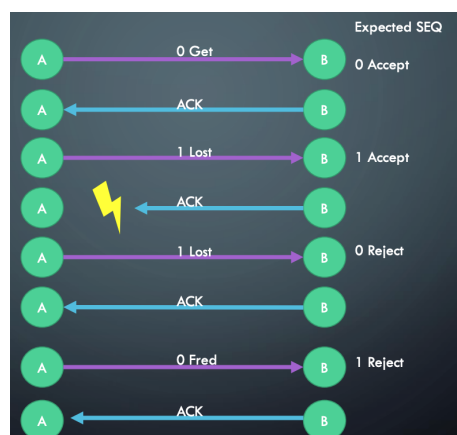 Expected SEQ
A 0 Get B 0 Accept
A ACK B
A 1 Lost B 1 Accept
A ACK B
A 1 Lost B 0 Reject
A ACK B
A 0 Fred B 1 Reject
A ACK B